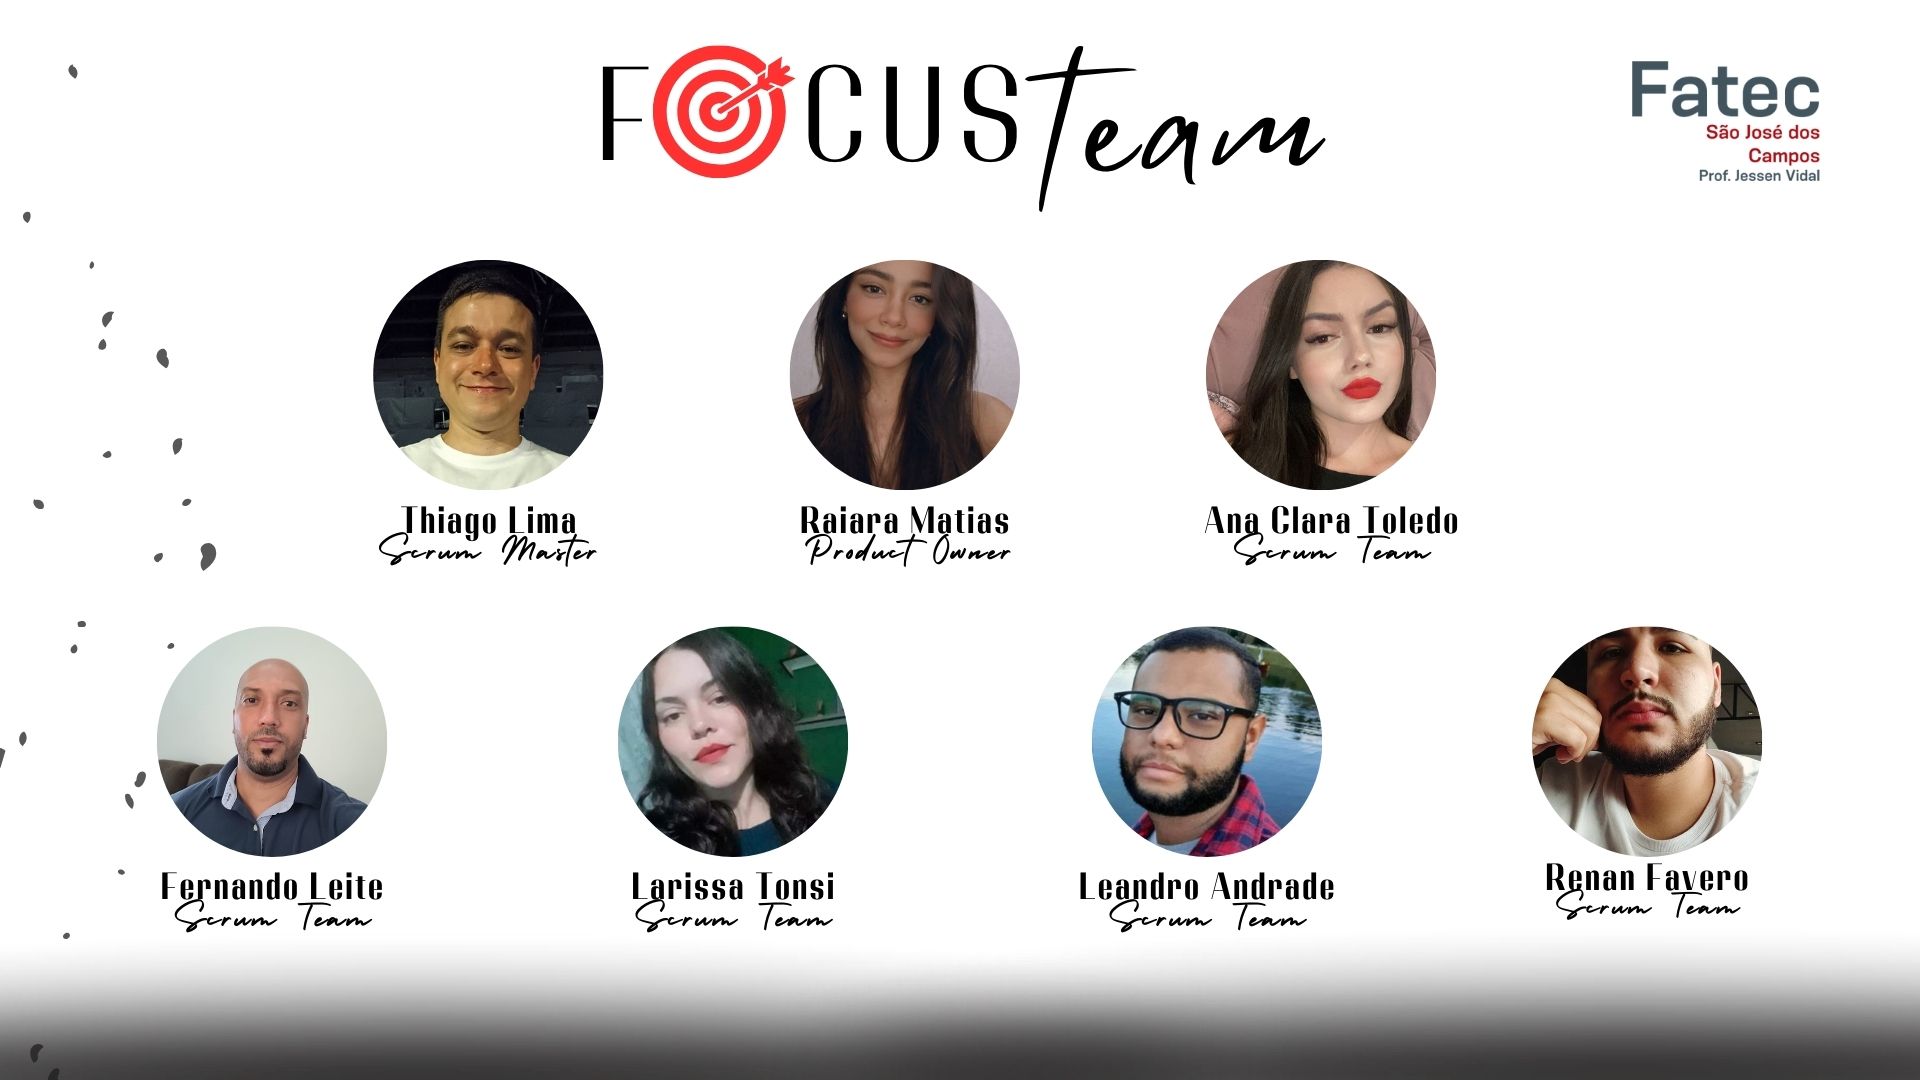 FOCUS Team
Fatec
São José dos
Campos
Prof. Jessen Vidal
Thiago Lima
Scrum Master
Raiara Matias
Product Owner
Ana Clara Toledo
Scrum Team
Fernando Leite
Scrum Team
Larissa Tonsi
Scrum Team
Leandro Andrade
Scrum Team
Renan Favero
Scrum Team